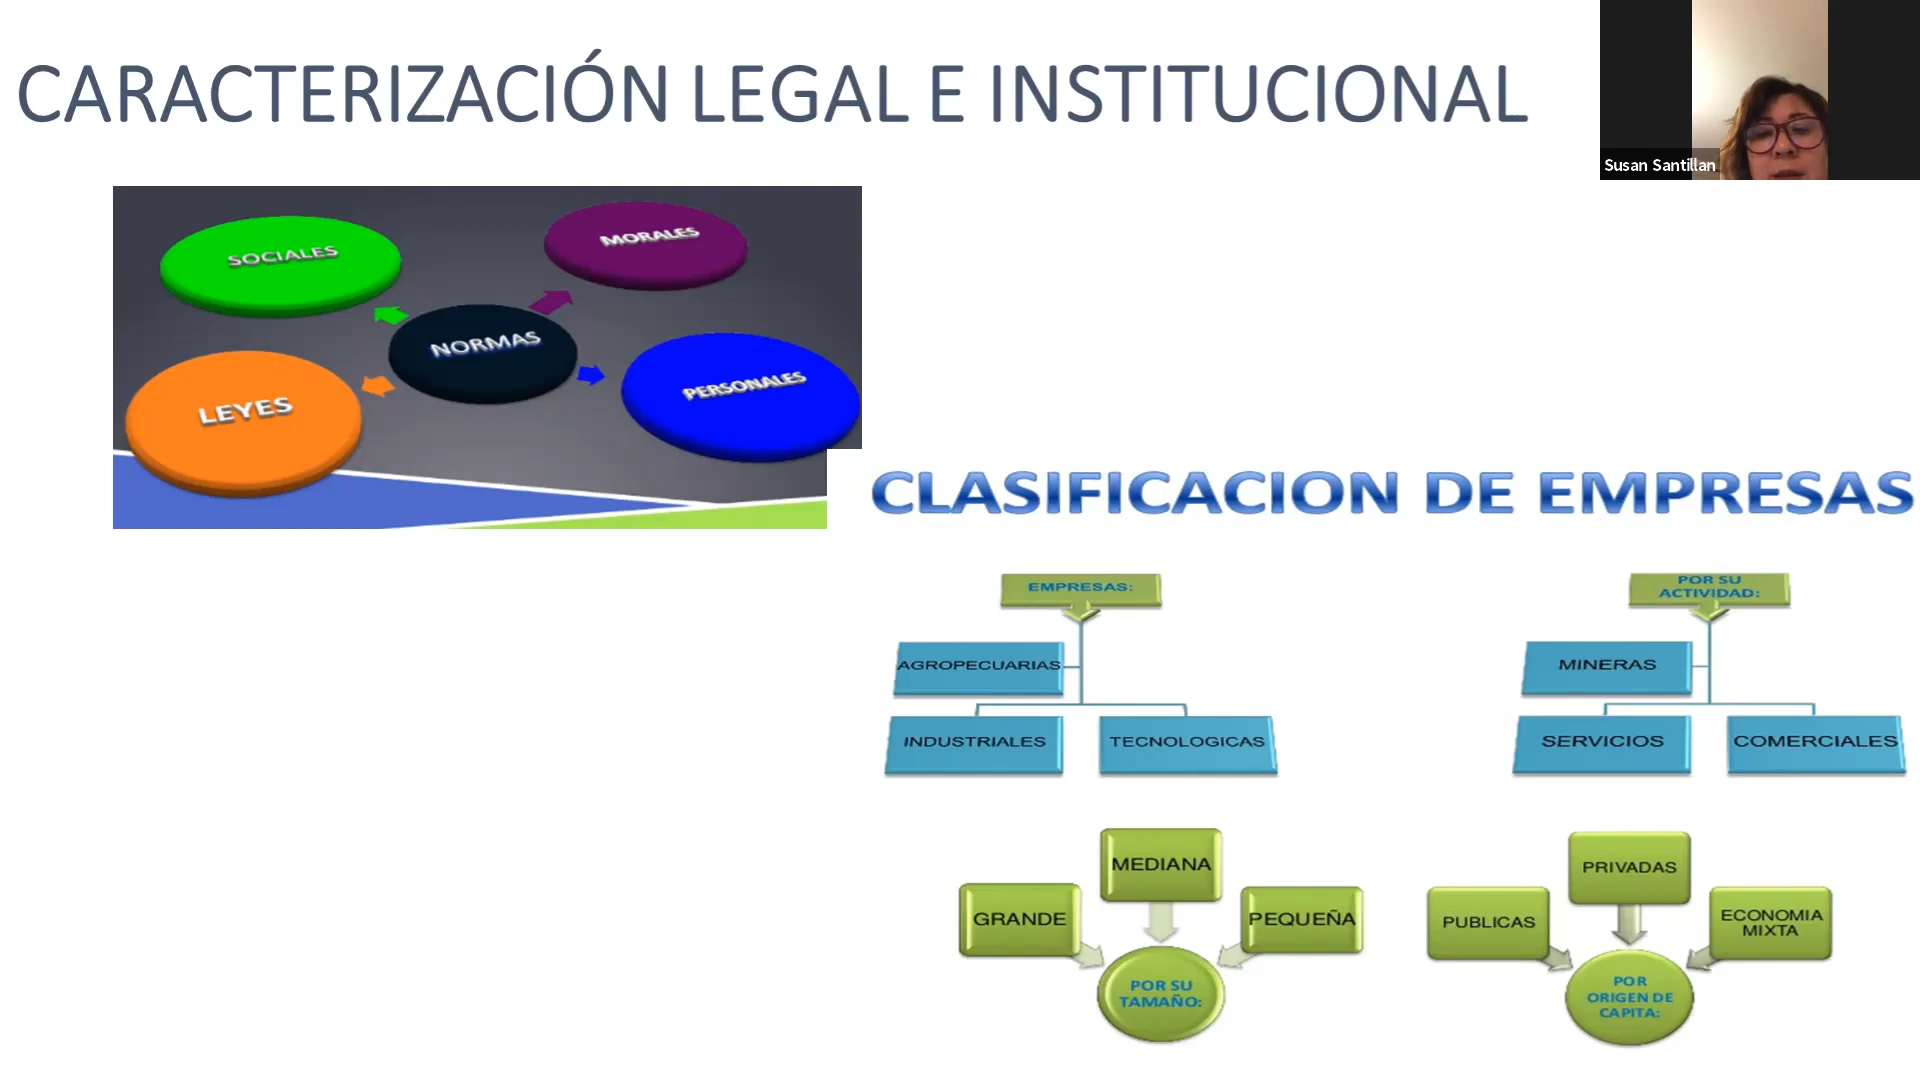 CARACTERIZACIÓN LEGAL E INSTITUCIONAL
Susan Santillan
SOCIALES
MORALES
NORMAS
LEYES
PERSONALES
CLASIFICACION DE EMPRESAS
EMPRESAS:
AGROPECUARIAS
INDUSTRIALES
TECNOLOGICAS
POR SU
ACTIVIDAD:
MINERAS
SERVICIOS
COMERCIALES
MEDIANA
GRANDE
PEQUEÑA
POR SU
TAMAÑO:
PRIVADAS
PUBLICAS
ECONOMIA
MIXTA
POR
ORIGEN DE
CAPITA: